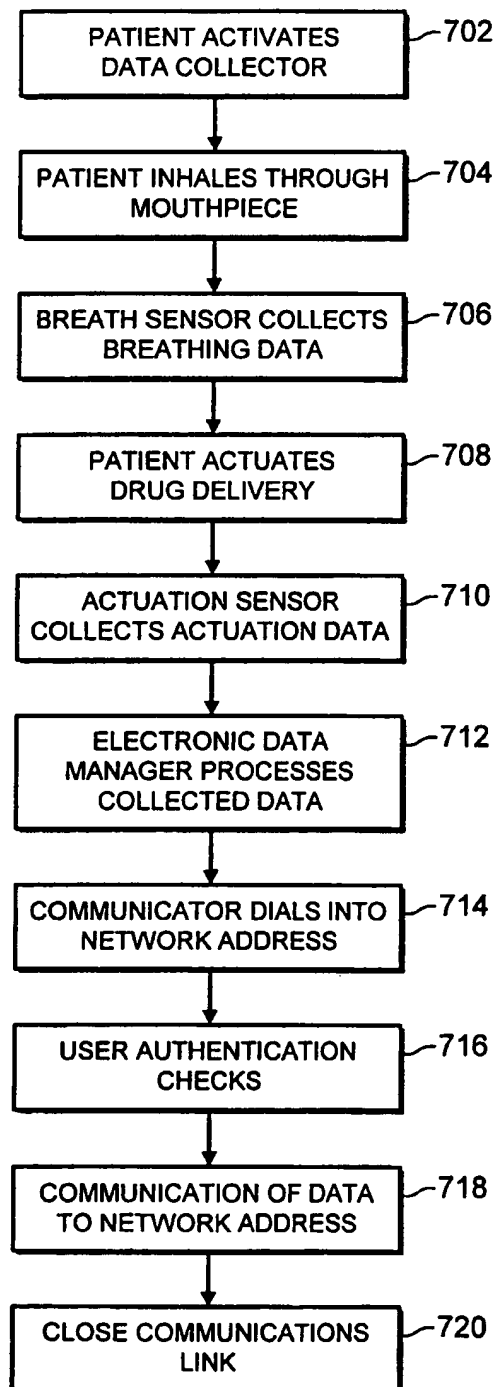 PATIENT ACTIVATES
DATA COLLECTOR
702
PATIENT INHALES THROUGH
MOUTHPIECE
704
BREATH SENSOR COLLECTS
BREATHING DATA
706
PATIENT ACTUATES
DRUG DELIVERY
708
ACTUATION SENSOR
COLLECTS ACTUATION DATA
710
ELECTRONIC DATA
MANAGER PROCESSES
COLLECTED DATA
712
COMMUNICATOR DIALS INTO
NETWORK ADDRESS
714
USER AUTHENTICATION
CHECKS
716
COMMUNICATION OF DATA
TO NETWORK ADDRESS
718
CLOSE COMMUNICATIONS
LINK
720